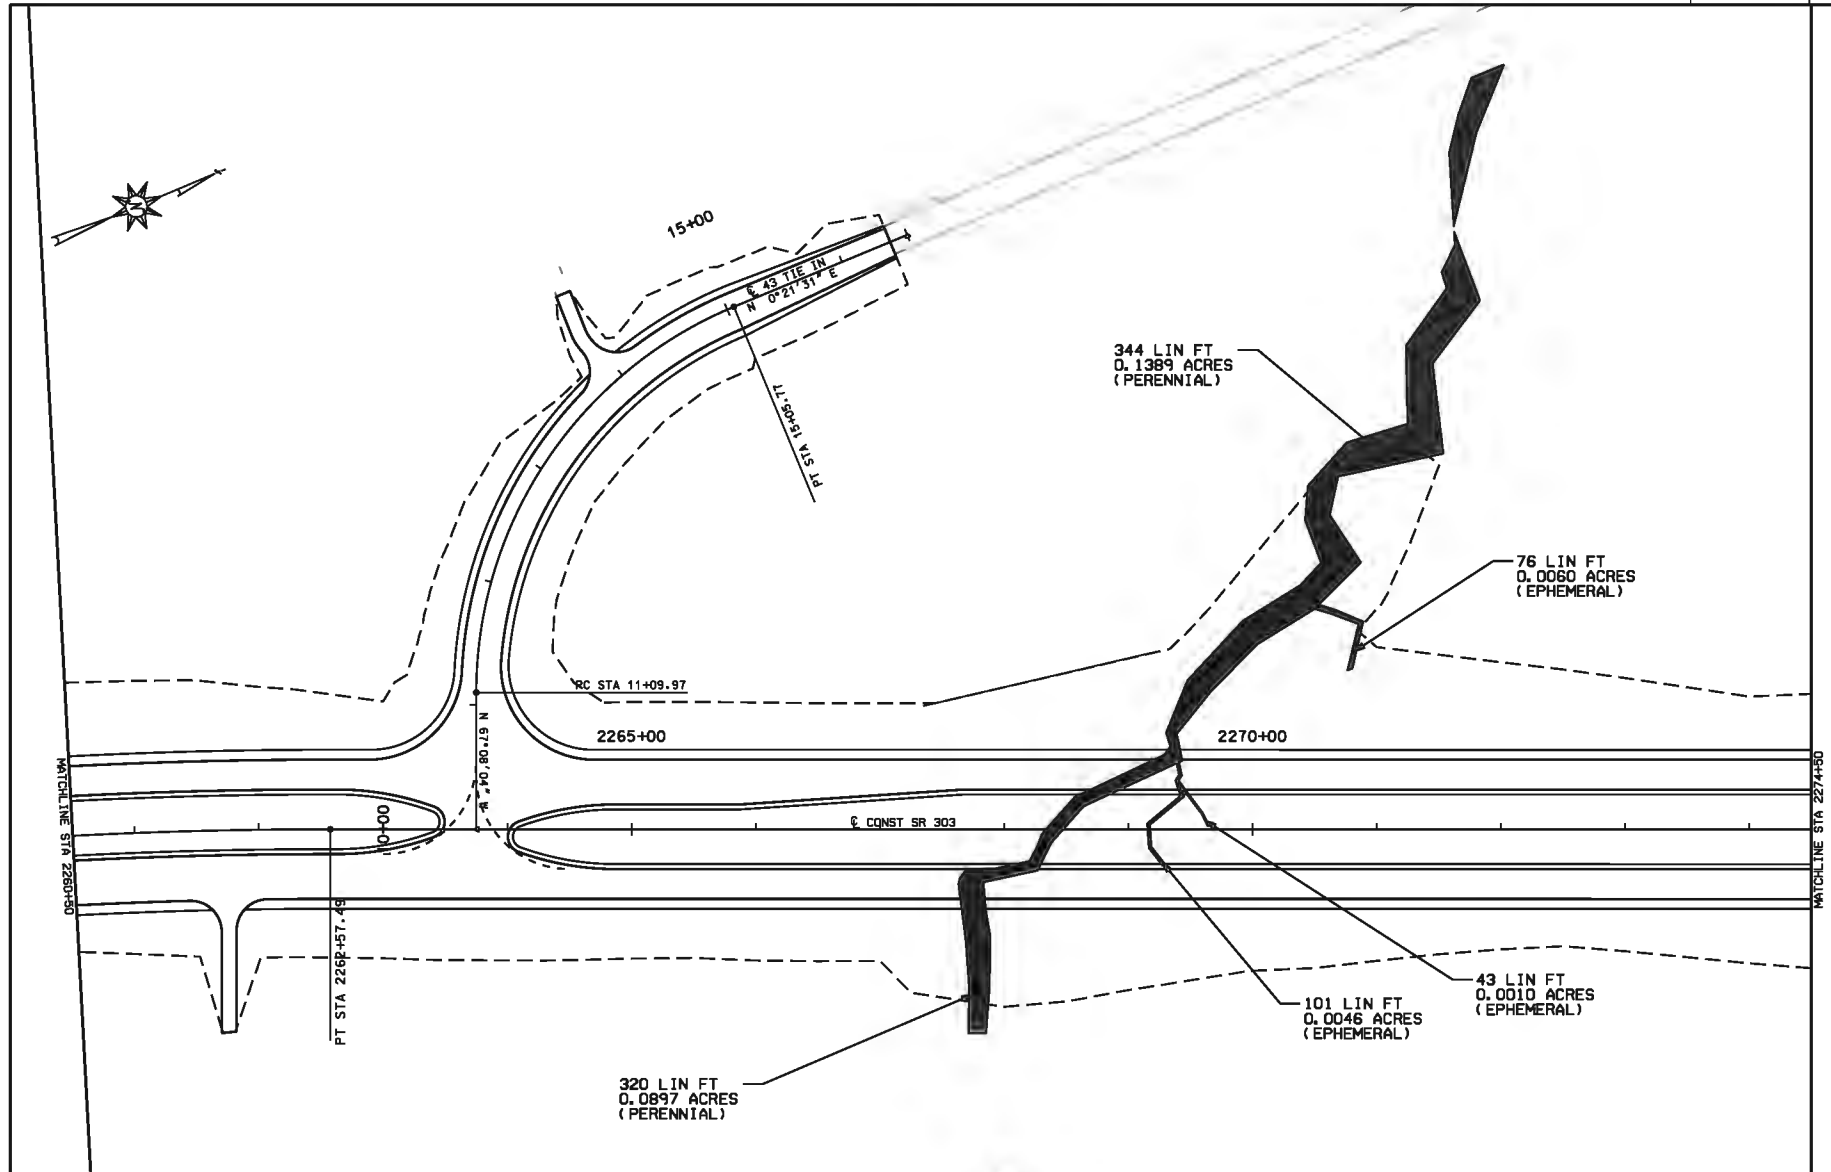 N
15+00
℄ 43 TIE IN
N 0°21'31" E
PT STA 15+05.77
344 LIN FT
0.1389 ACRES
(PERENNIAL)
76 LIN FT
0.0060 ACRES
(EPHEMERAL)
RC STA 11+09.97
N 67°08'04" W
2265+00
2270+00
MATCHLINE STA 2260+50
MATCHLINE STA 2274+50
℄ CONST SR 303
PT STA 2262+57.49
43 LIN FT
0.0010 ACRES
(EPHEMERAL)
101 LIN FT
0.0046 ACRES
(EPHEMERAL)
320 LIN FT
0.0897 ACRES
(PERENNIAL)